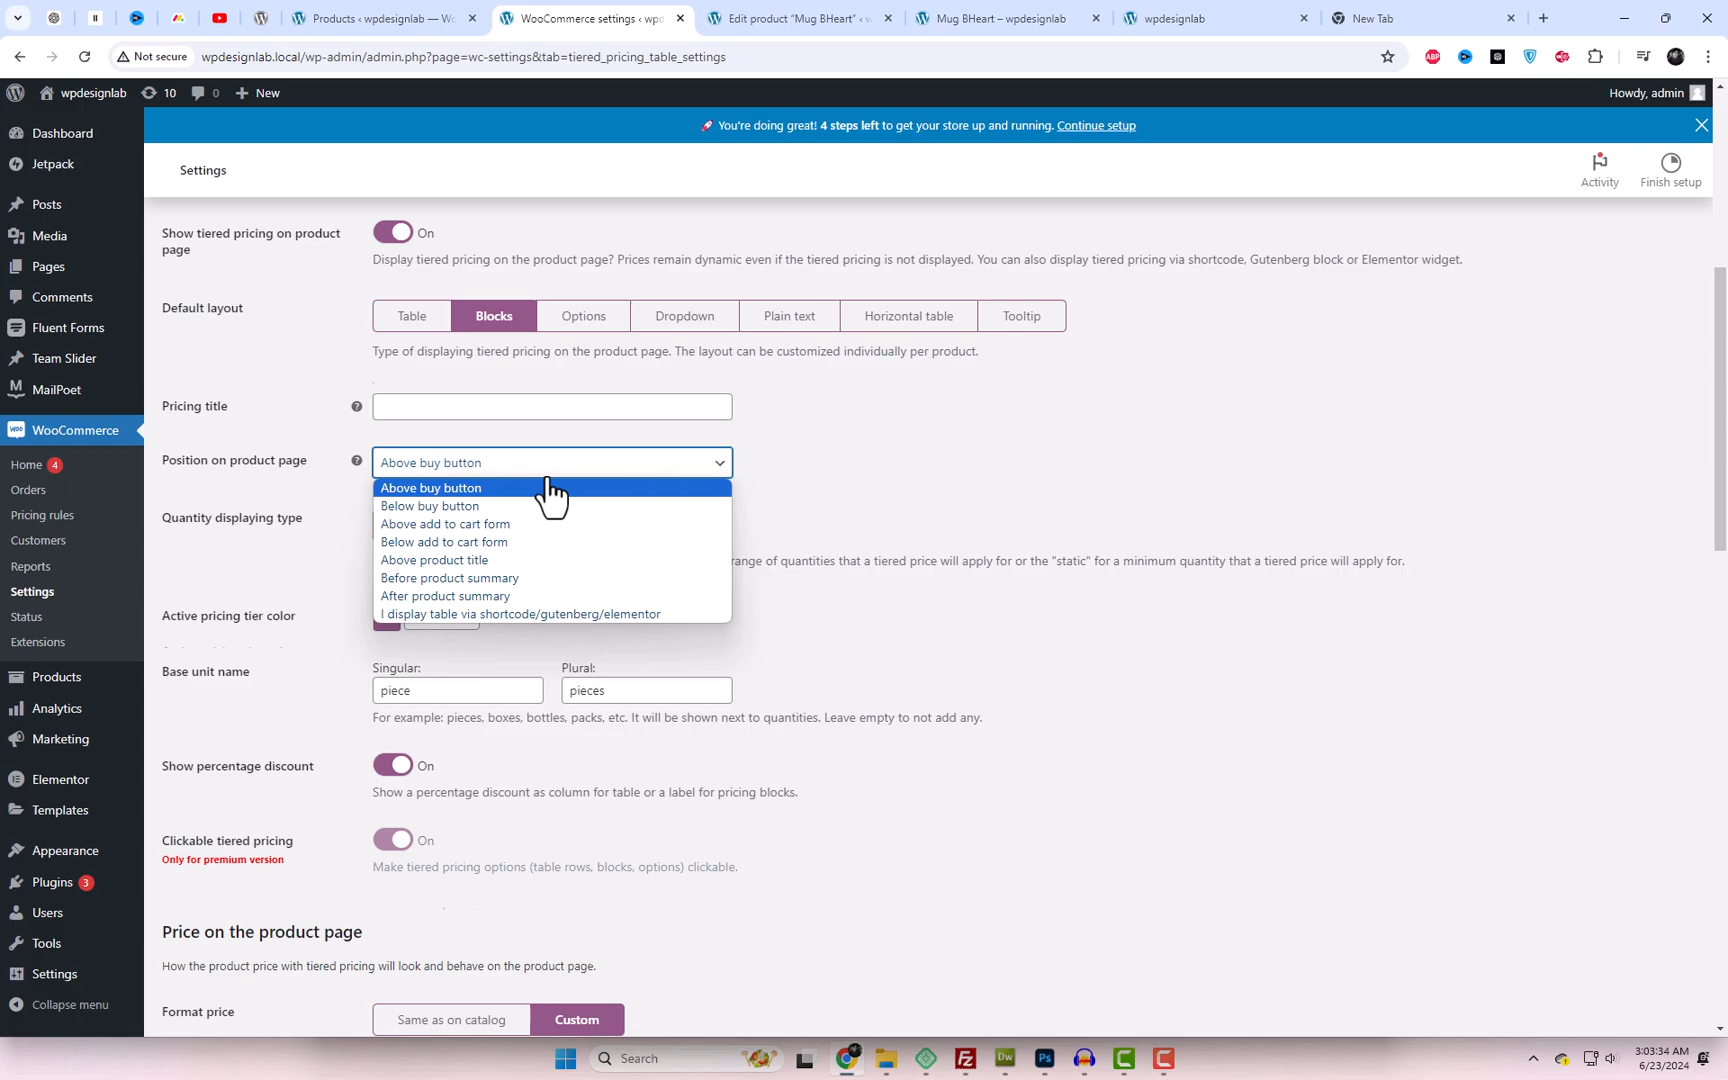 Products ‹ wpdesignlab — Wo
WooCommerce settings ‹ wpd
Edit product “Mug BHeart” ‹ w
Mug BHeart – wpdesignlab
wpdesignlab
New Tab
Not secure
wpdesignlab.local/wp-admin/admin.php?page=wc-settings&tab=tiered_pricing_table_settings
wpdesignlab
10
0
New
Howdy, admin
You're doing great! 4 steps left to get your store up and running. Continue setup
Settings
Activity
Finish setup
Dashboard
Jetpack
Posts
Media
Pages
Comments
Fluent Forms
Team Slider
MailPoet
WooCommerce
Home 4
Orders
Pricing rules
Customers
Reports
Settings
Status
Extensions
Products
Analytics
Marketing
Elementor
Templates
Appearance
Plugins 3
Users
Tools
Settings
Collapse menu
Show tiered pricing on product
page
On
Display tiered pricing on the product page? Prices remain dynamic even if the tiered pricing is not displayed. You can also display tiered pricing via shortcode, Gutenberg block or Elementor widget.
Default layout
Table
Blocks
Options
Dropdown
Plain text
Horizontal table
Tooltip
Type of displaying tiered pricing on the product page. The layout can be customized individually per product.
Pricing title
Position on product page
Above buy button
Above buy button
Below buy button
Above add to cart form
Below add to cart form
Above product title
Before product summary
After product summary
I display table via shortcode/gutenberg/elementor
Quantity displaying type
range of quantities that a tiered price will apply for or the "static" for a minimum quantity that a tiered price will apply for.
Active pricing tier color
Base unit name
Singular:
Plural:
piece
pieces
For example: pieces, boxes, bottles, packs, etc. It will be shown next to quantities. Leave empty to not add any.
Show percentage discount
On
Show a percentage discount as column for table or a label for pricing blocks.
Clickable tiered pricing
Only for premium version
On
Make tiered pricing options (table rows, blocks, options) clickable.
Price on the product page
How the product price with tiered pricing will look and behave on the product page.
Format price
Same as on catalog
Custom
Search
3:03:34 AM
6/23/2024